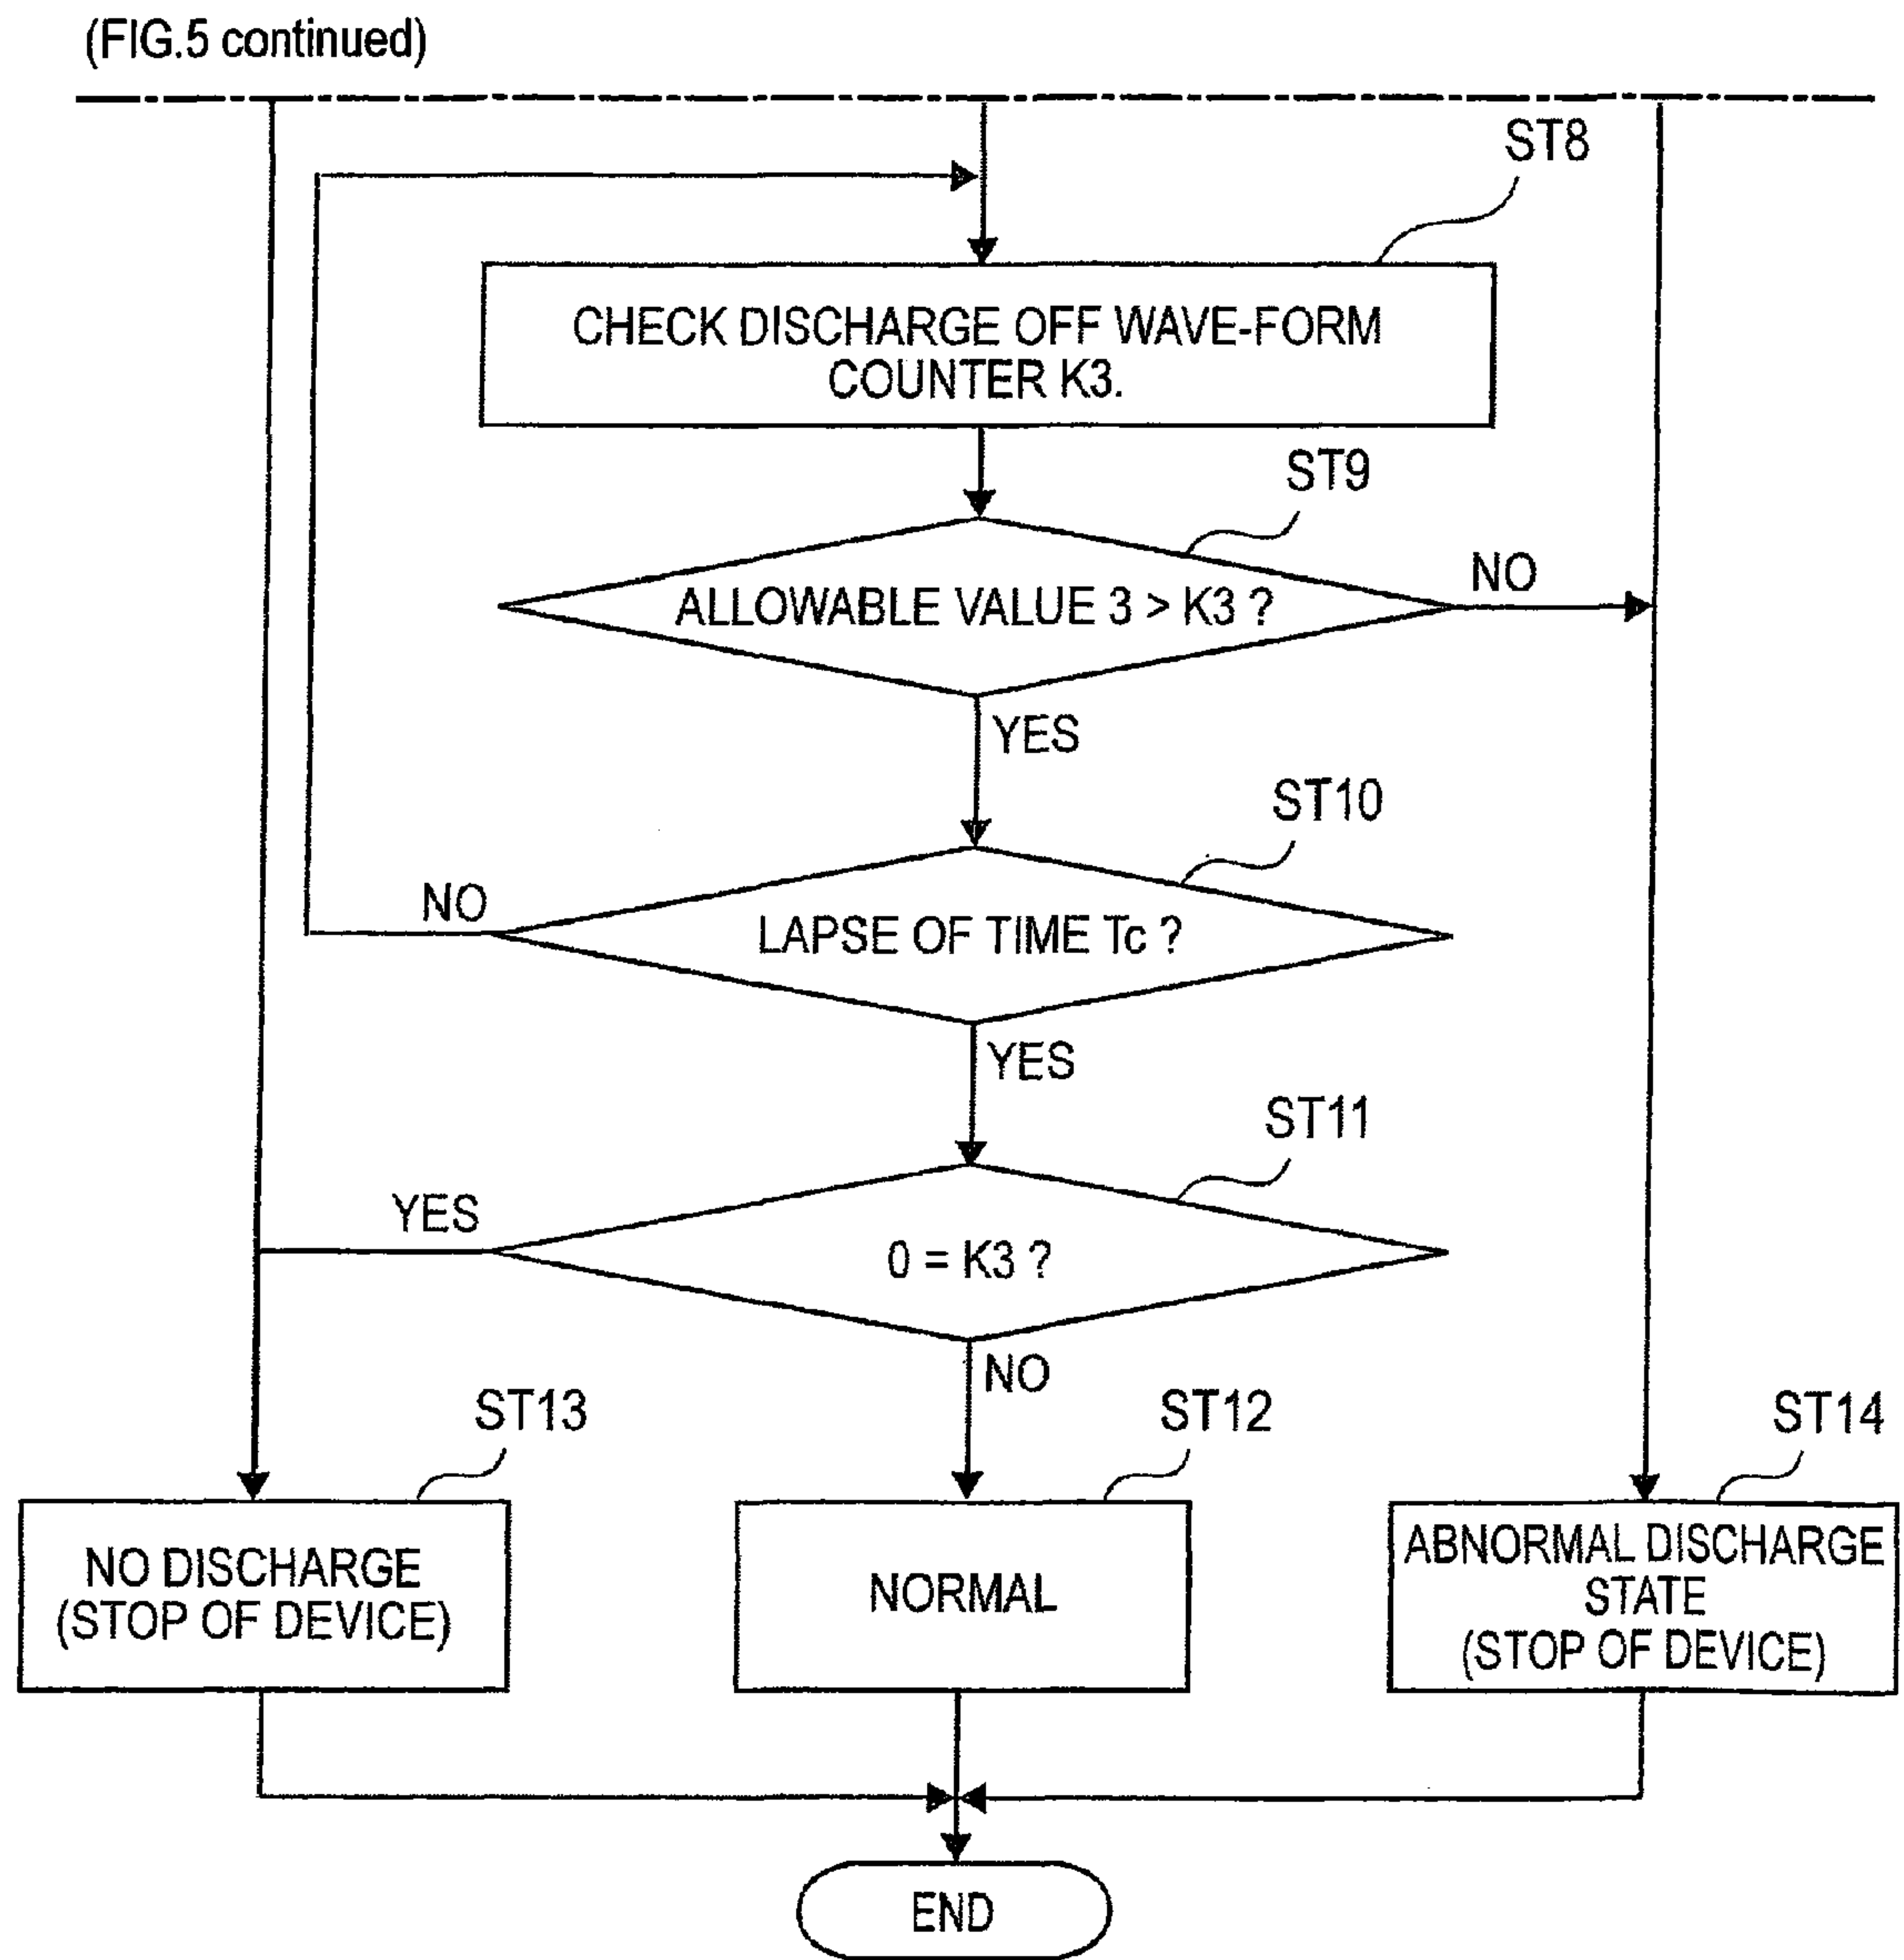 (FIG.5 continued)
ST8
CHECK DISCHARGE OFF WAVE-FORM
COUNTER K3.
ST9
ALLOWABLE VALUE 3 > K3 ?
NO
YES
ST10
NO
LAPSE OF TIME Tc ?
YES
ST11
YES
0 = K3 ?
NO
ST13
ST12
ST14
NO DISCHARGE
(STOP OF DEVICE)
NORMAL
ABNORMAL DISCHARGE
STATE
(STOP OF DEVICE)
END